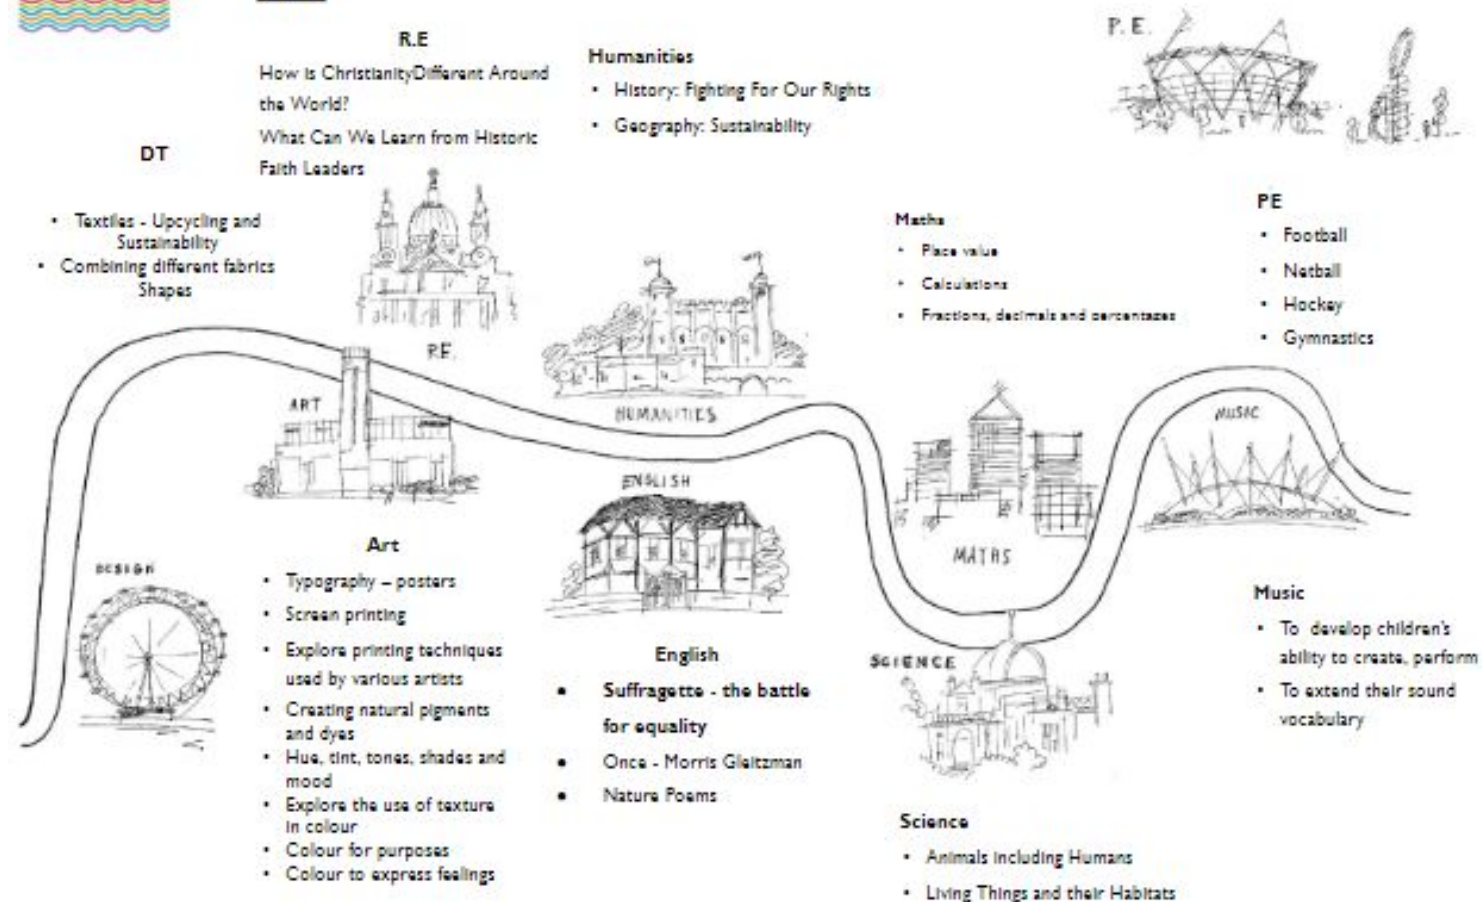 R.E
How is ChristianityDifferent Around
the World?
What Can We Learn from Historic
Faith Leaders
Humanities
• History: Fighting For Our Rights
• Geography: Sustainability
P.E.
DT
• Textiles - Upcycling and
Sustainability
• Combining different fabrics
Shapes
Maths
• Place value
• Calculations
• Fractions, decimals and percentages
PE
• Football
• Netball
• Hockey
• Gymnastics
R.E.
ART
HUMANITIES
MUSIC
ENGLISH
MATHS
DESIGN
Art
• Typography – posters
• Screen printing
• Explore printing techniques
used by various artists
• Creating natural pigments
and dyes
• Hue, tint, tones, shades and
mood
• Explore the use of texture
in colour
• Colour for purposes
• Colour to express feelings
English
• Suffragette - the battle
for equality
• Once - Morris Gleitzman
• Nature Poems
SCIENCE
Music
• To develop children's
ability to create, perform
• To extend their sound
vocabulary
Science
• Animals including Humans
• Living Things and their Habitats